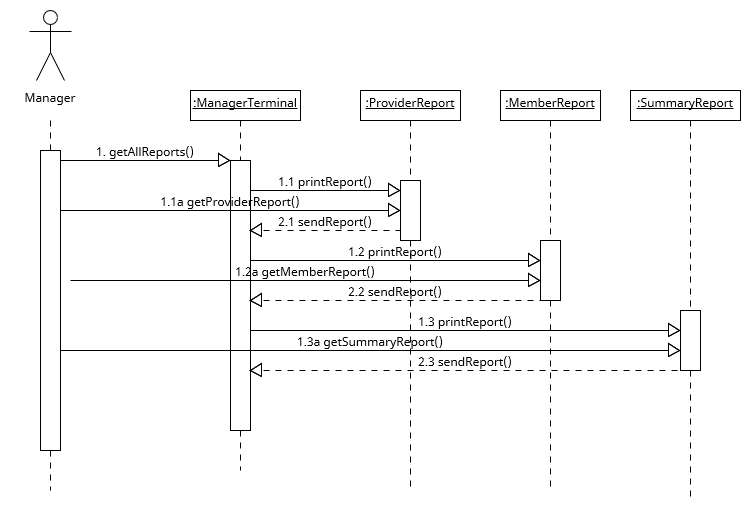 Manager
:ManagerTerminal
:ProviderReport
:MemberReport
:SummaryReport
1. getAllReports()
1.1 printReport()
1.1a getProviderReport()
2.1 sendReport()
1.2 printReport()
1.2a getMemberReport()
2.2 sendReport()
1.3 printReport()
1.3a getSummaryReport()
2.3 sendReport()